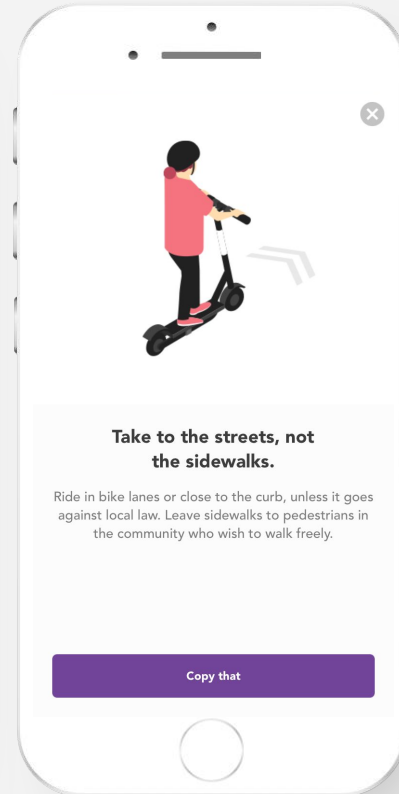 Take to the streets, not
the sidewalks.
Ride in bike lanes or close to the curb, unless it goes
against local law. Leave sidewalks to pedestrians in
the community who wish to walk freely.
Copy that